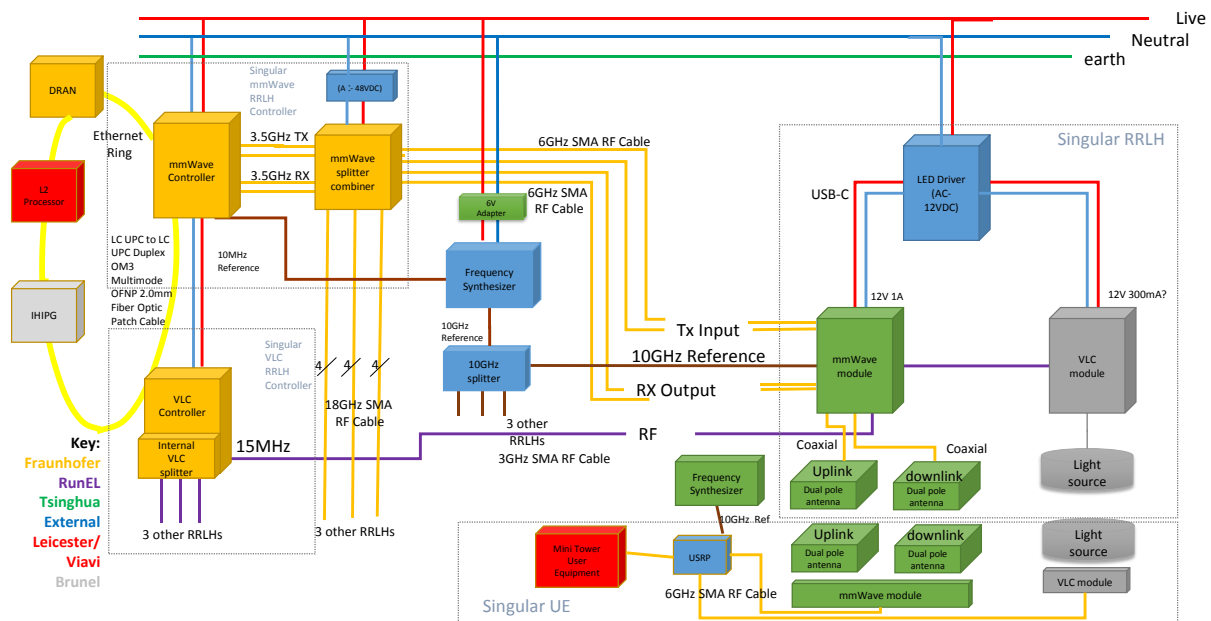 Live
Neutral
earth
DRAN
Ethernet
Ring
L2
Processor
IHIPG
Singular
mmWave
RRLH
Controller
mmWave
Controller
3.5GHz TX
3.5GHz RX
(A :- 48VDC)
mmWave
splitter
combiner
LC UPC to LC
UPC Duplex
OM3
Multimode
OFNP 2.0mm
Fiber Optic
Patch Cable
10MHz
Reference
6GHz SMA RF Cable
6GHz SMA
RF Cable
6V
Adapter
Frequency
Synthesizer
10GHz
Reference
10GHz
splitter
3 other
RRLHs
3GHz SMA RF Cable
Singular
VLC
RRLH
Controller
VLC
Controller
Internal
VLC
splitter
15MHz
3 other RRLHs
4
4
4
18GHz SMA
RF Cable
3 other RRLHs
Tx Input
10GHz Reference
RX Output
RF
Singular RRLH
LED Driver
(AC-
12VDC)
USB-C
12V 1A
12V 300mA?
mmWave
module
VLC
module
Coaxial
Coaxial
Uplink
Dual pole
antenna
downlink
Dual pole
antenna
Light
source
Key:
Fraunhofer
RunEL
Tsinghua
External
Leicester/
Viavi
Brunel
Frequency
Synthesizer
10GHz Ref
Mini Tower
User
Equipment
USRP
6GHz SMA RF Cable
Singular UE
Uplink
Dual pole
antenna
downlink
Dual pole
antenna
mmWave module
Light
source
VLC module